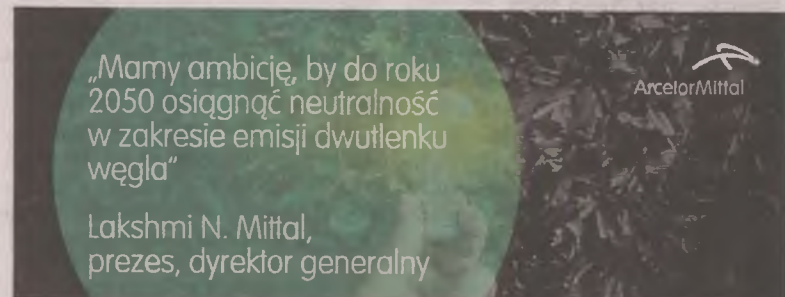 „Mamy ambicję, by do roku
2050 osiągnąć neutralność
w zakresie emisji dwutlenku
węgla“
Lakshmi N. Mittal,
prezes, dyrektor generalny
ArcelorMittal